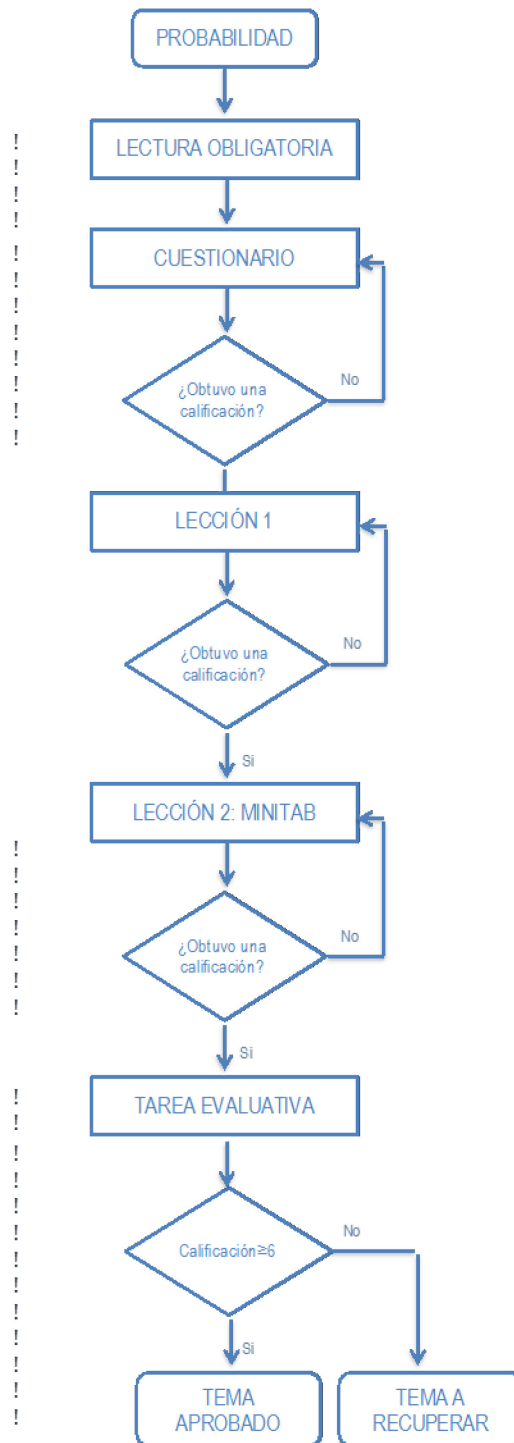 PROBABILIDAD
!
LECTURA OBLIGATORIA
!
!
!
!
CUESTIONARIO
!
!
!
!
No
¿Obtuvo una
calificación?
!
!
!
LECCIÓN 1
No
¿Obtuvo una
calificación?
Si
LECCIÓN 2: MINITAB
!
!
!
!
No
¿Obtuvo una
calificación?
!
!
!
Si
!
TAREA EVALUATIVA
!
!
!
!
No
!
Calificación≥6
!
!
!
!
Si
!
TEMA
APROBADO
TEMA A
RECUPERAR
!
!